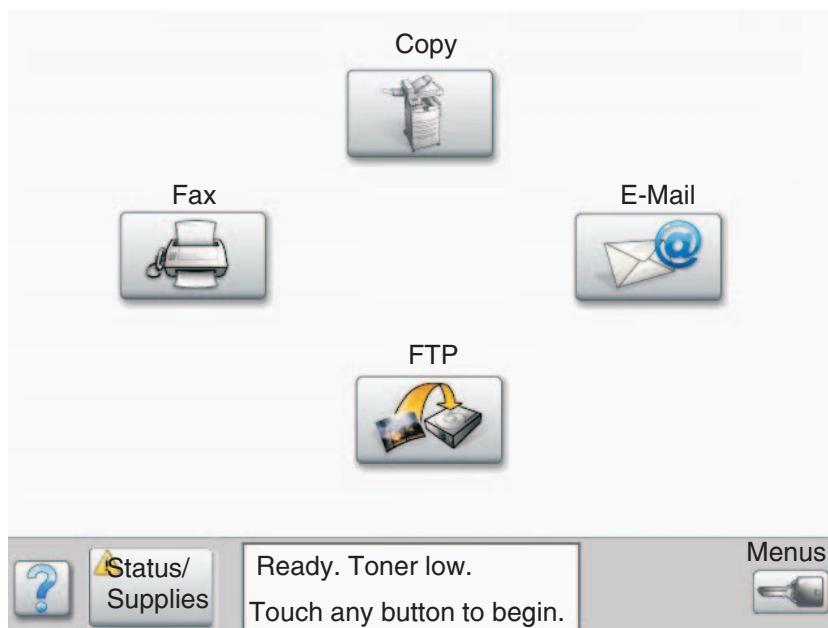 Copy
Fax
E-Mail
FTP
Status/
Supplies
Ready. Toner low.
Touch any button to begin.
Menus